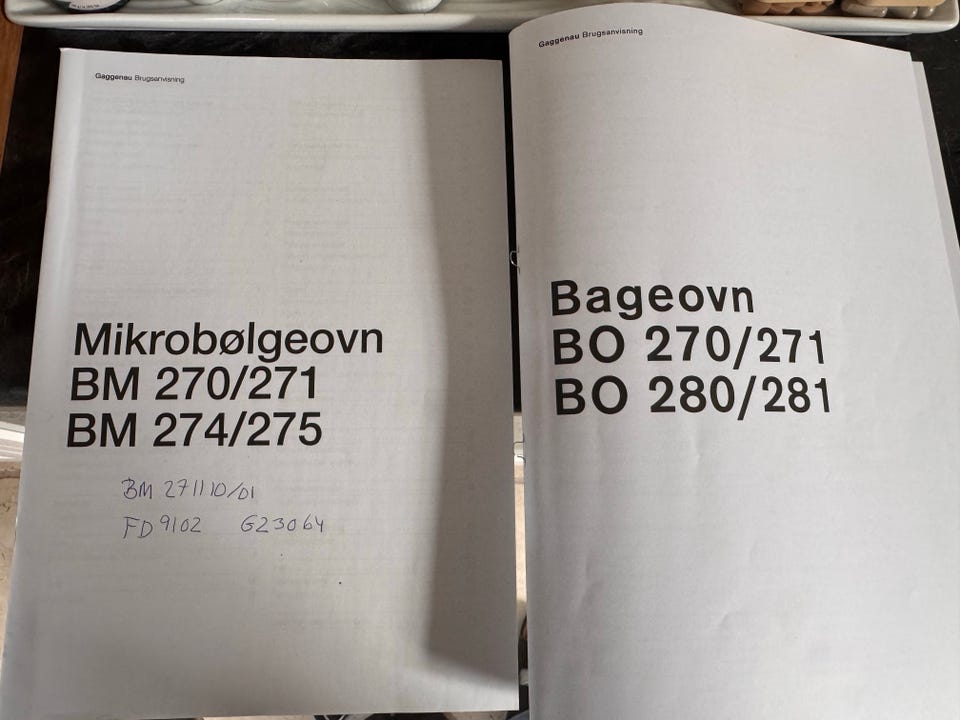 Gaggenau Brugsanvisning
Mikrobølgeovn
BM 270/271
BM 274/275
BM 271110/01
FD 9102 G23064
Gaggenau Brugsanvisning
Bageovn
BO 270/271
BO 280/281